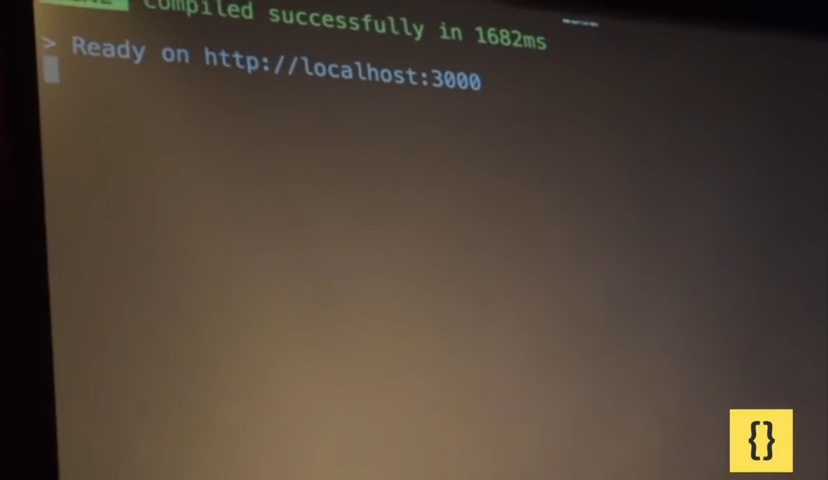 Compiled successfully in 1682ms
> Ready on http://localhost:3000
{}